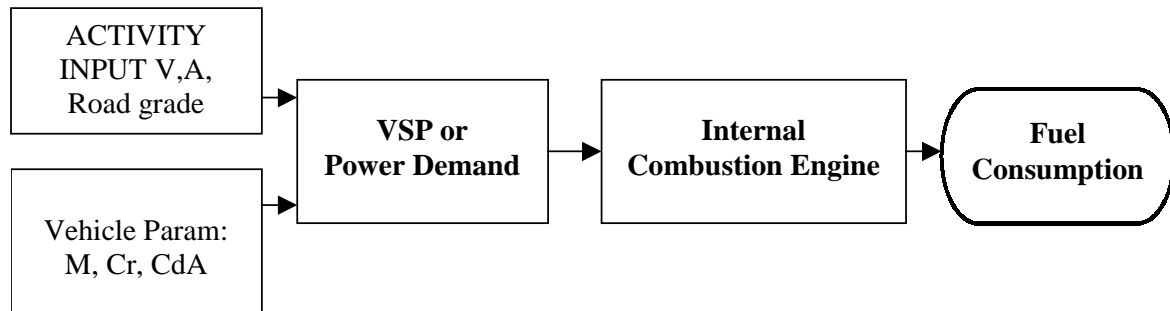 ACTIVITY
INPUT V,A,
Road grade
Vehicle Param:
M, Cr, CdA
VSP or
Power Demand
Internal
Combustion Engine
Fuel
Consumption